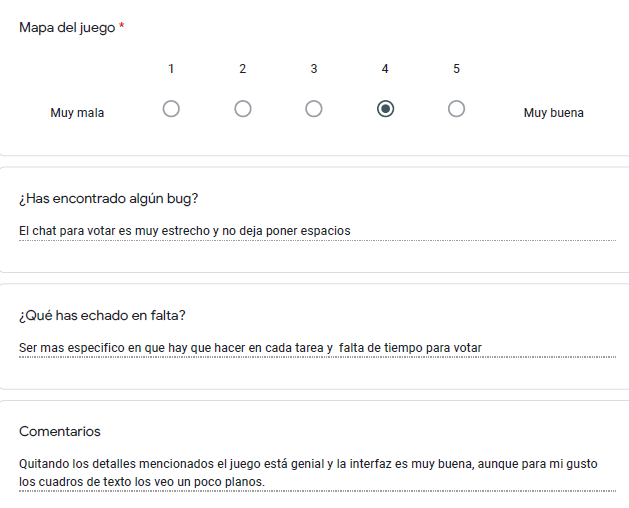 Mapa del juego *
1 2 3 4 5
Muy mala Muy buena
¿Has encontrado algún bug?
El chat para votar es muy estrecho y no deja poner espacios
¿Qué has echado en falta?
Ser mas especifico en que hay que hacer en cada tarea y  falta de tiempo para votar
Comentarios
Quitando los detalles mencionados el juego está genial y la interfaz es muy buena, aunque para mi gusto
los cuadros de texto los veo un poco planos.